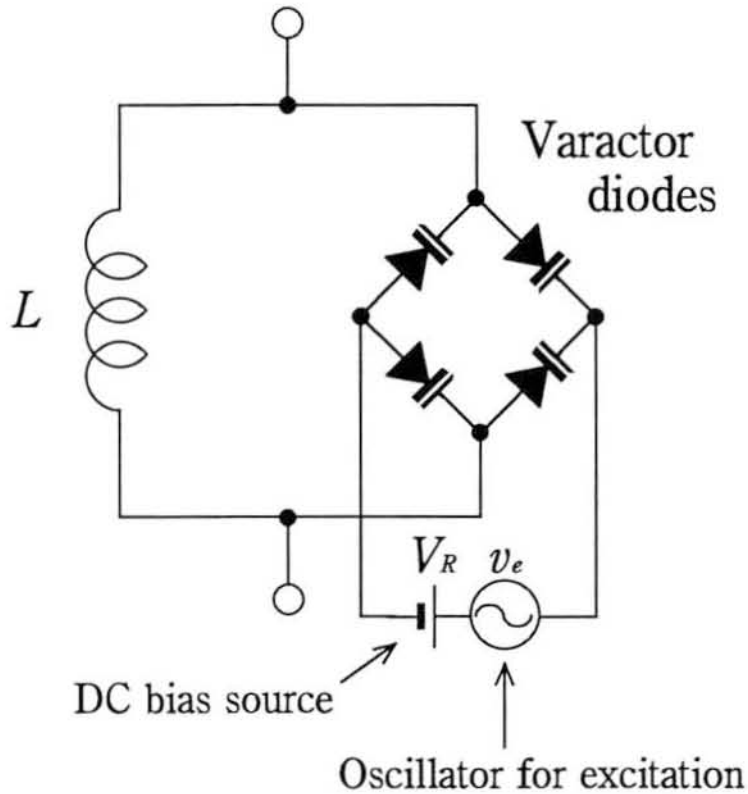 Varactor
diodes
L
V_R v_e
DC bias source
Oscillator for excitation